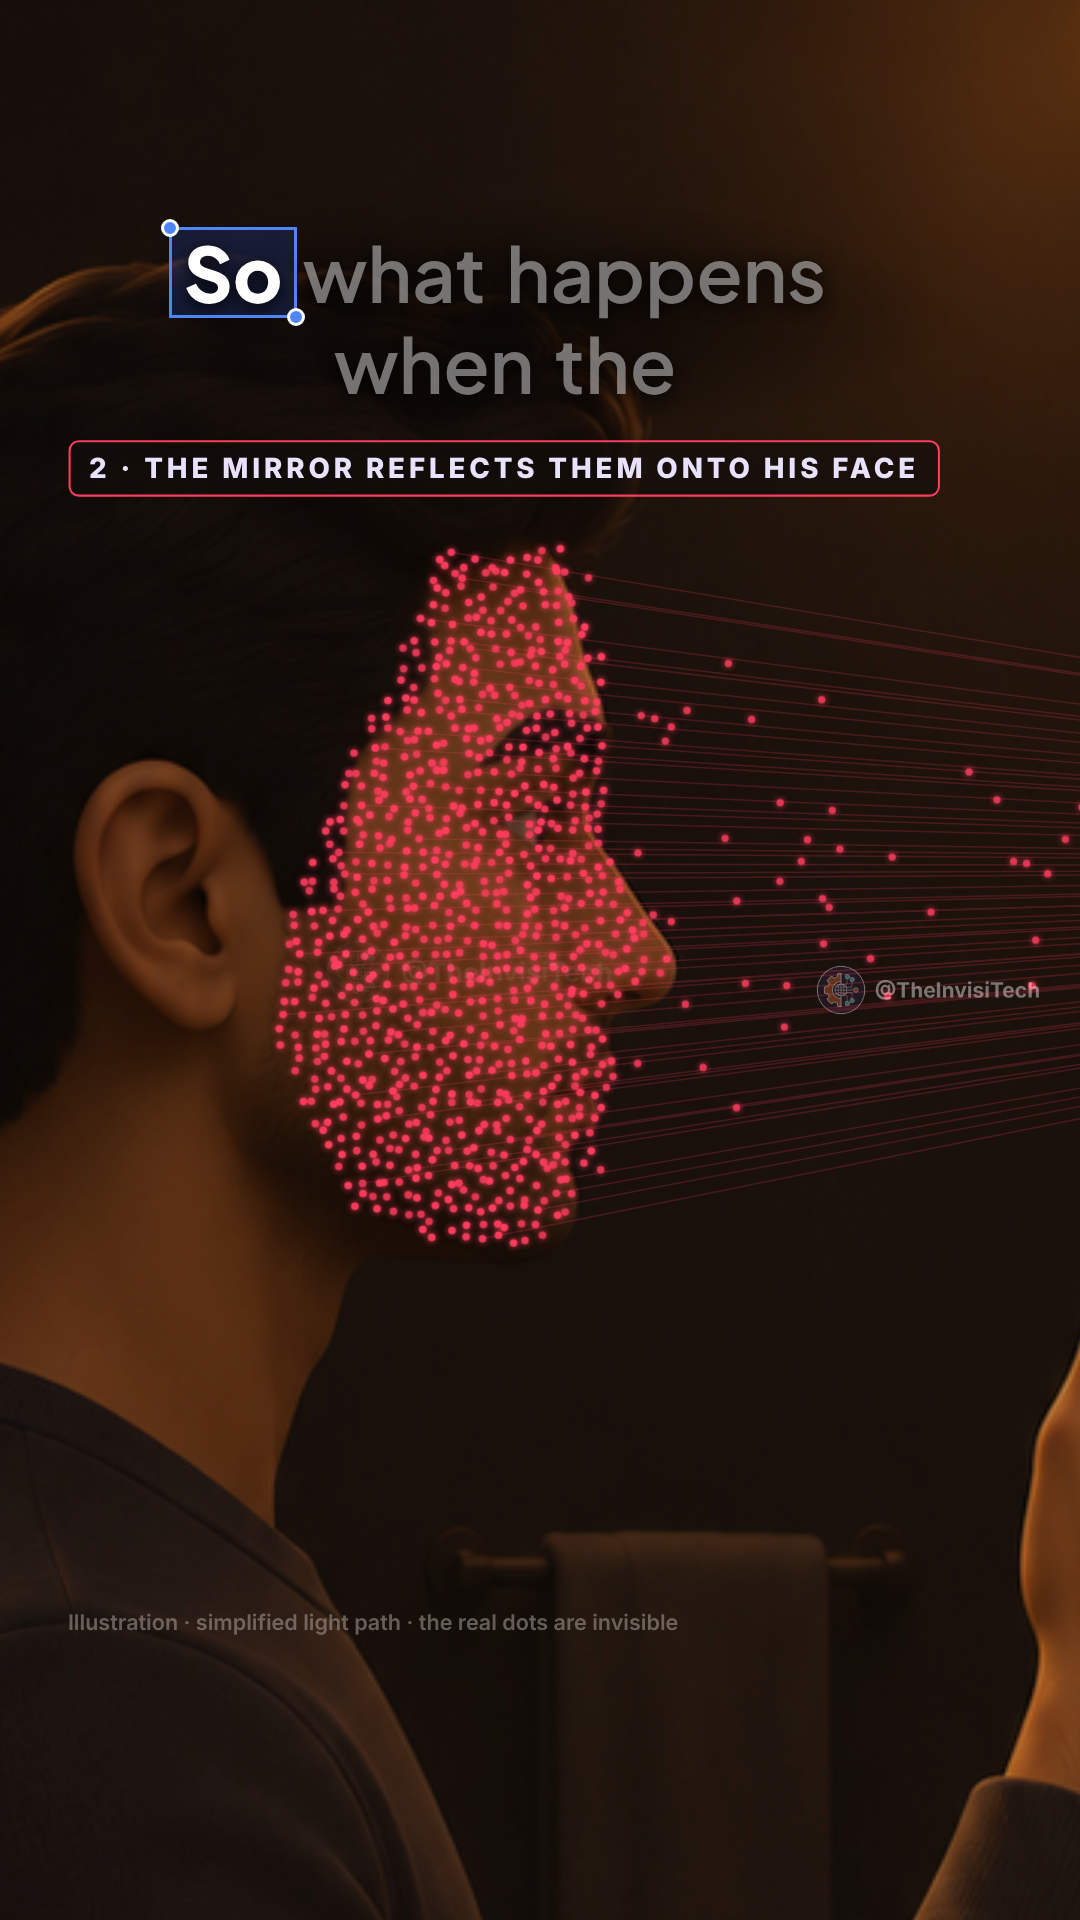 So what happens
when the
2 · THE MIRROR REFLECTS THEM ONTO HIS FACE
@TheInvisiTech
Illustration · simplified light path · the real dots are invisible